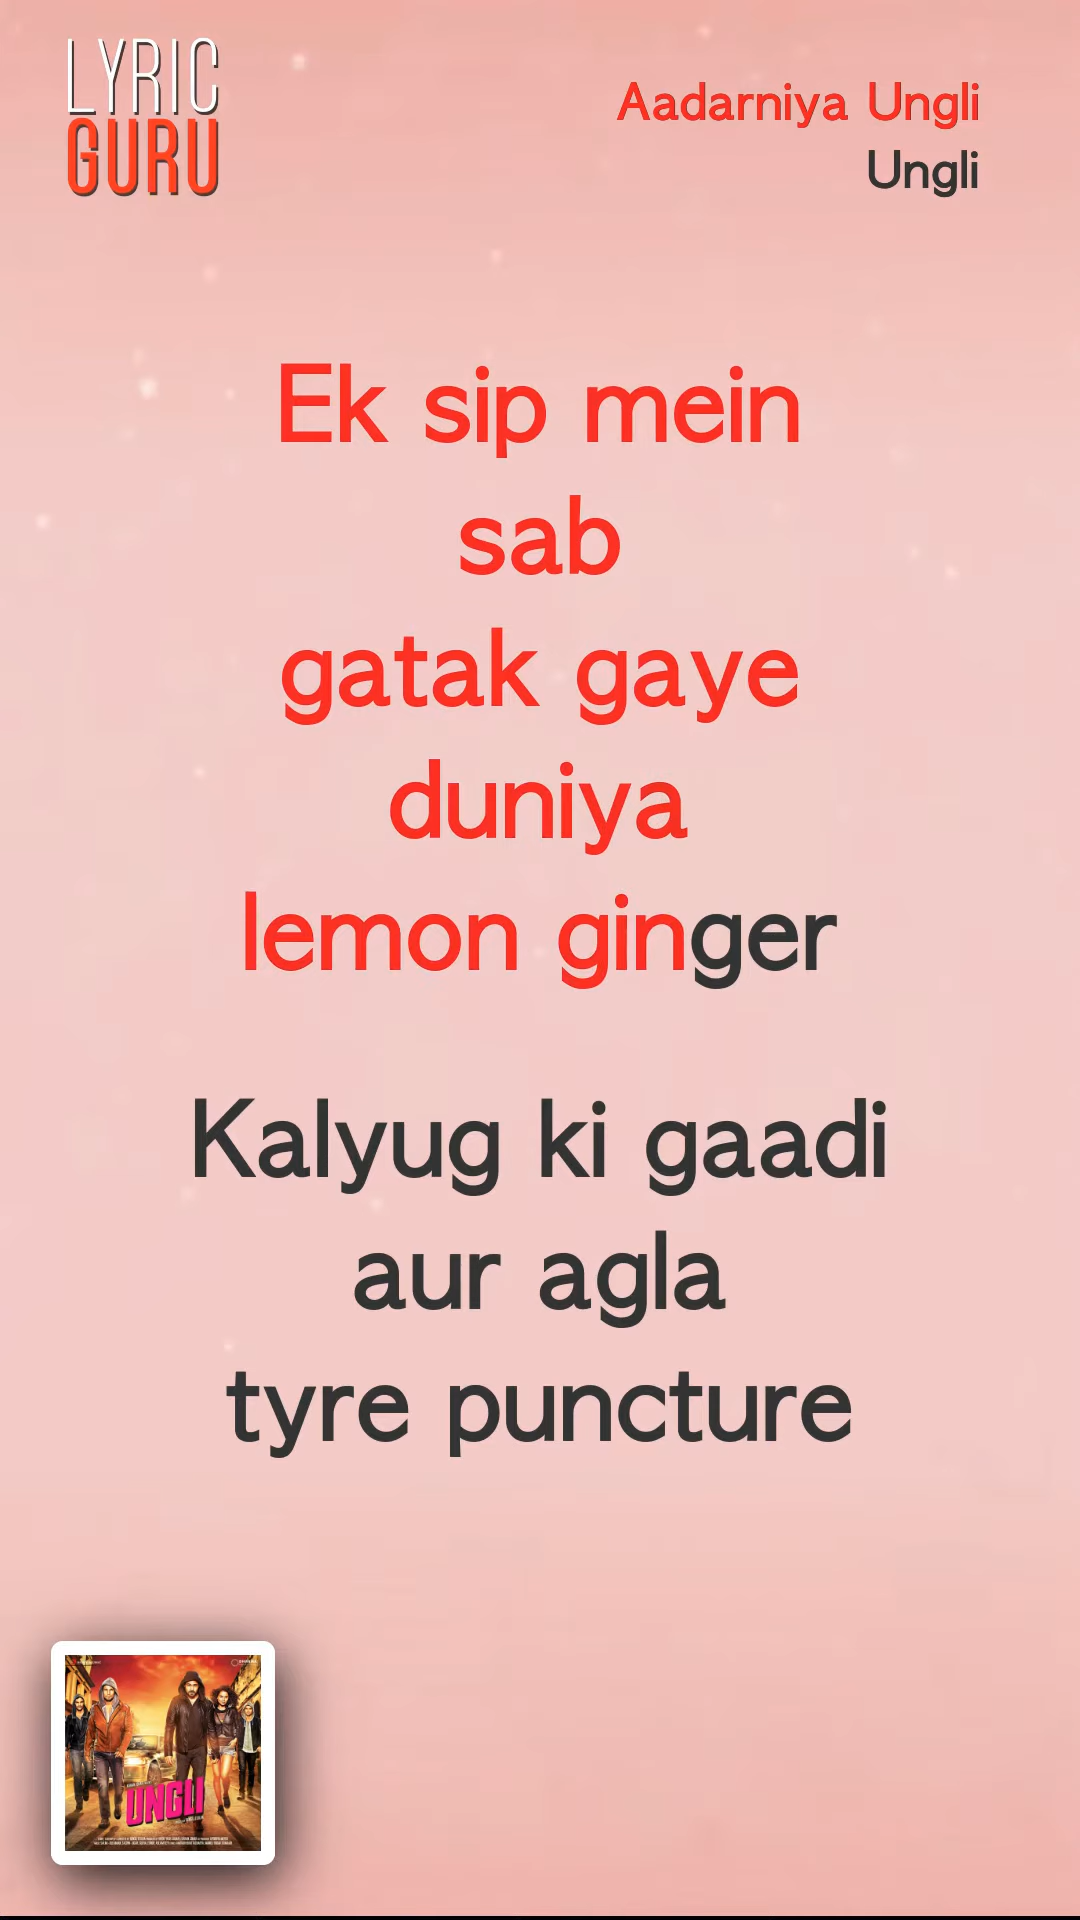 LYRIC
GURU
Aadarniya Ungli
Ungli
Ek sip mein
sab
gatak gaye
duniya
lemon ginger
Kalyug ki gaadi
aur agla
tyre puncture
UNGLI